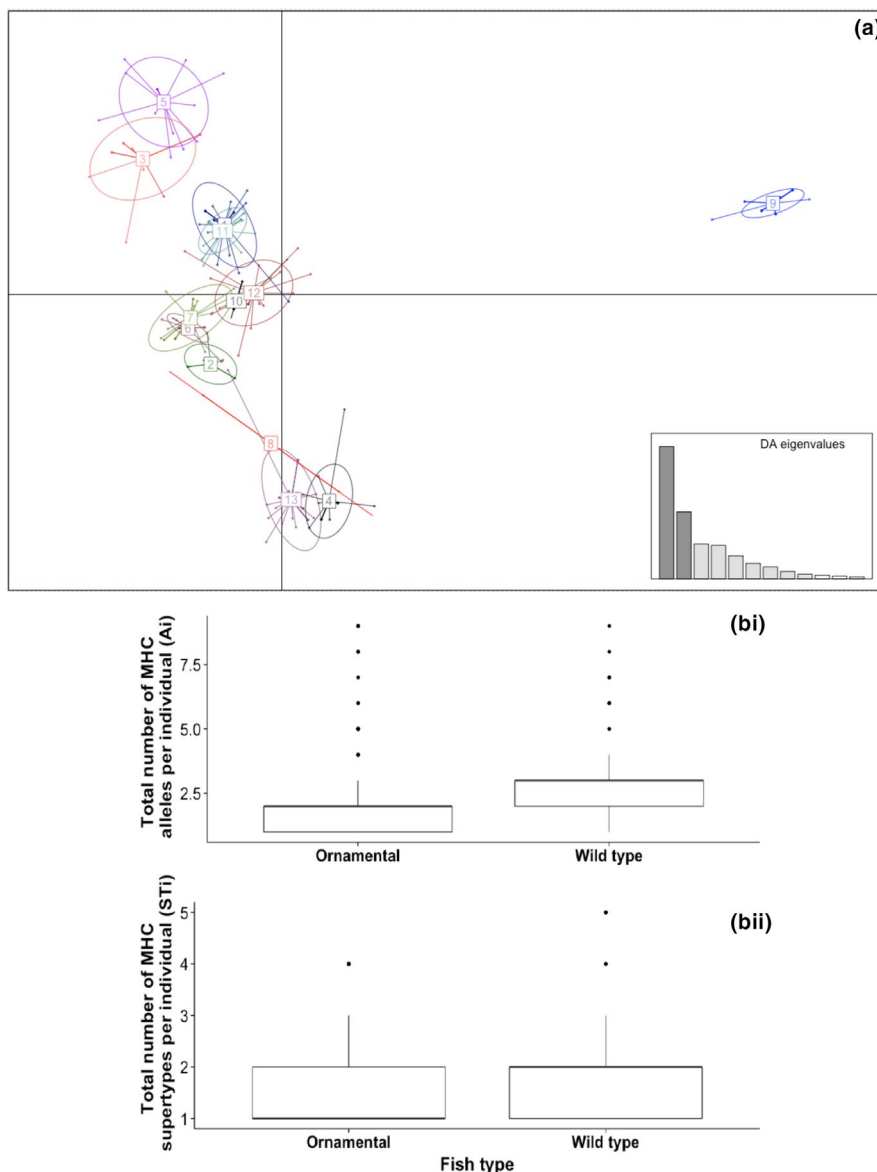 (a)
5
3
9
11
12
10
7
6
2
8
13
4
DA eigenvalues
(bi)
Total number of MHC
alleles per individual (Ai)
7.5
5.0
2.5
Ornamental
Wild type
(bii)
Total number of MHC
supertypes per individual (STi)
5
4
3
2
1
Ornamental
Wild type
Fish type